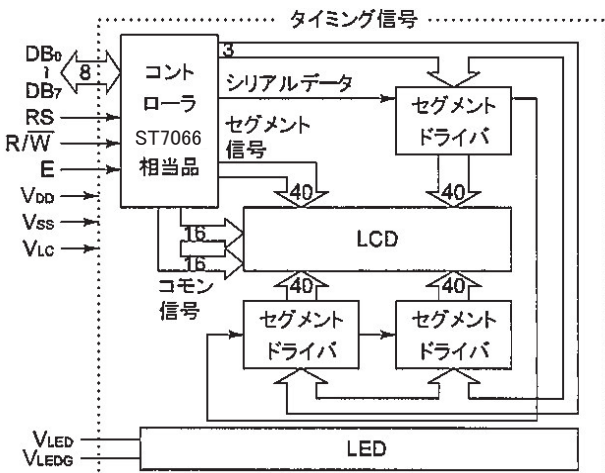 タイミング信号
DB₀
~
DB₇
8
RS
R/W̅
E
VDD
VSS
VLC
コント
ローラ
ST7066
相当品
3
シリアルデータ
セグメント
信号
セグメント
ドライバ
40
40
16
16
LCD
コモン
信号
40
40
セグメント
ドライバ
セグメント
ドライバ
VLED
VLEDG
LED